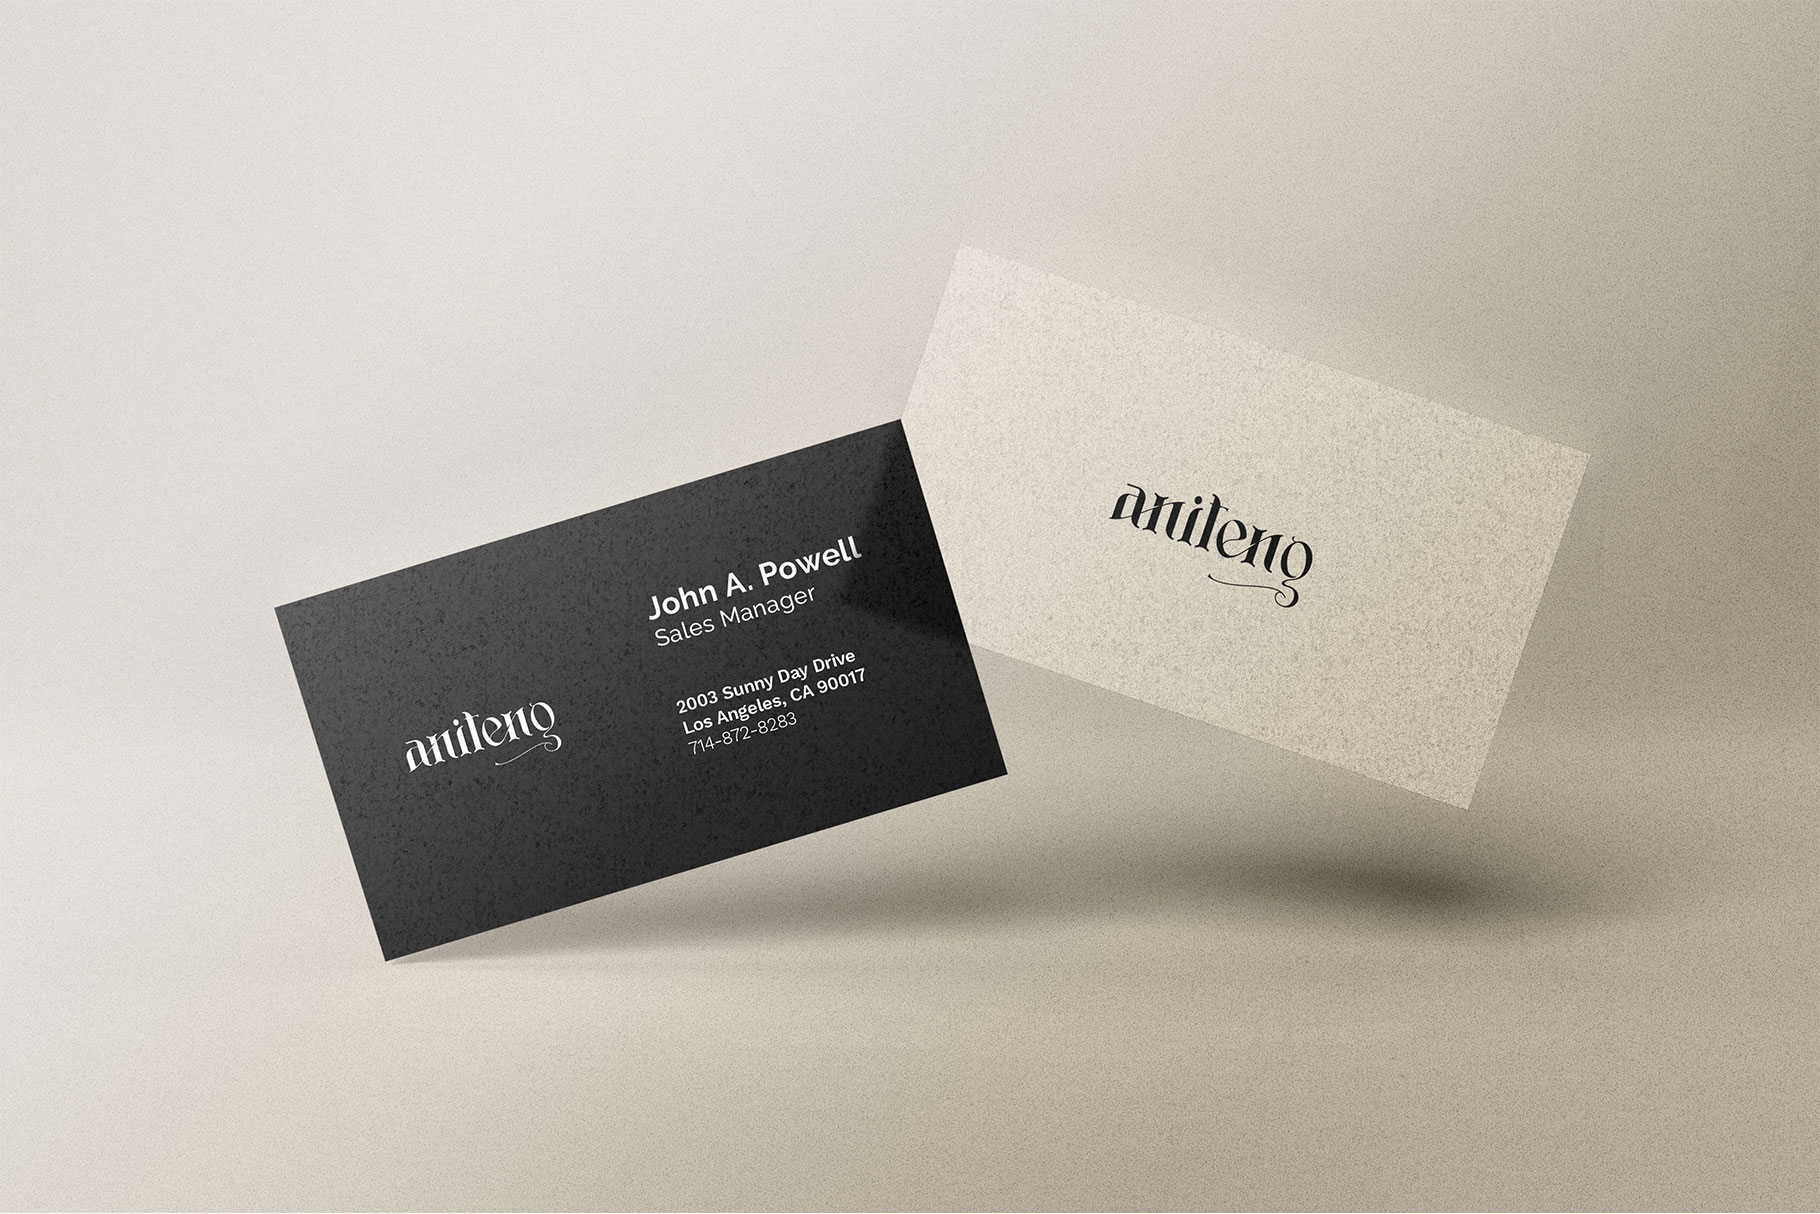 aniteng
John A. Powell
Sales Manager
2003 Sunny Day Drive
Los Angeles, CA 90017
714-872-8283
aniteng